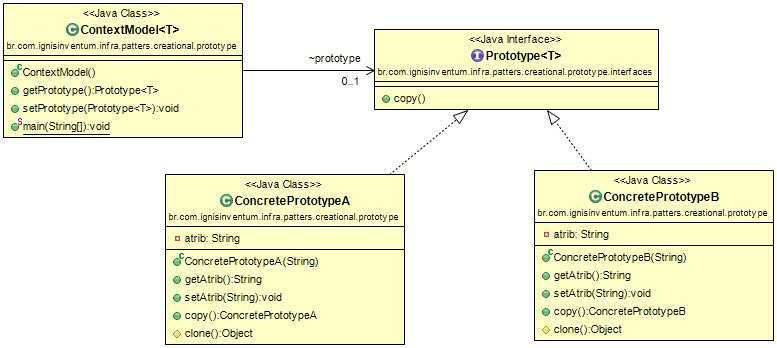 <<Java Class>>
ContextModel<T>
br.com.ignisinventum.infra.patters.creational.prototype
ContextModel()
getPrototype():Prototype<T>
setPrototype(Prototype<T>):void
main(String[]):void
~prototype
0..1
<<Java Interface>>
Prototype<T>
br.com.ignisinventum.infra.patters.creational.prototype.interfaces
copy()
<<Java Class>>
ConcretePrototypeA
br.com.ignisinventum.infra.patters.creational.prototype
atrib: String
ConcretePrototypeA(String)
getAtrib():String
setAtrib(String):void
copy():ConcretePrototypeA
clone():Object
<<Java Class>>
ConcretePrototypeB
br.com.ignisinventum.infra.patters.creational.prototype
atrib: String
ConcretePrototypeB(String)
getAtrib():String
setAtrib(String):void
copy():ConcretePrototypeB
clone():Object